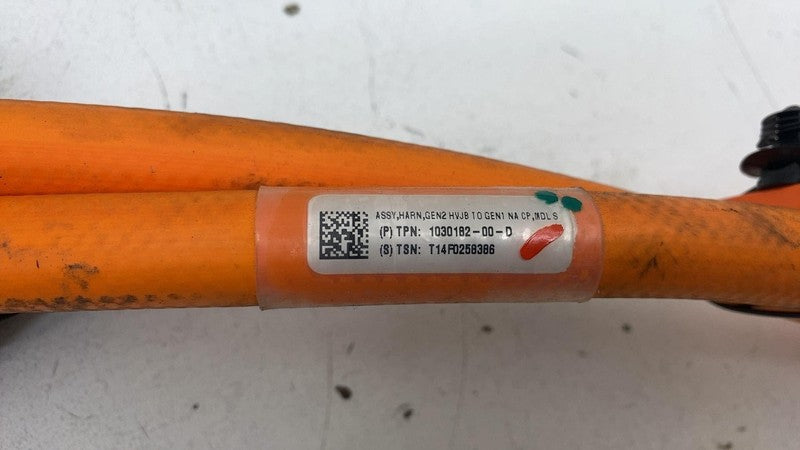 ASSY,HARN,GEN2 HVJB TO GEN1 NA CP,MDL S
(P) TPN: 1030182-00-D
(S) TSN: T14F0258386